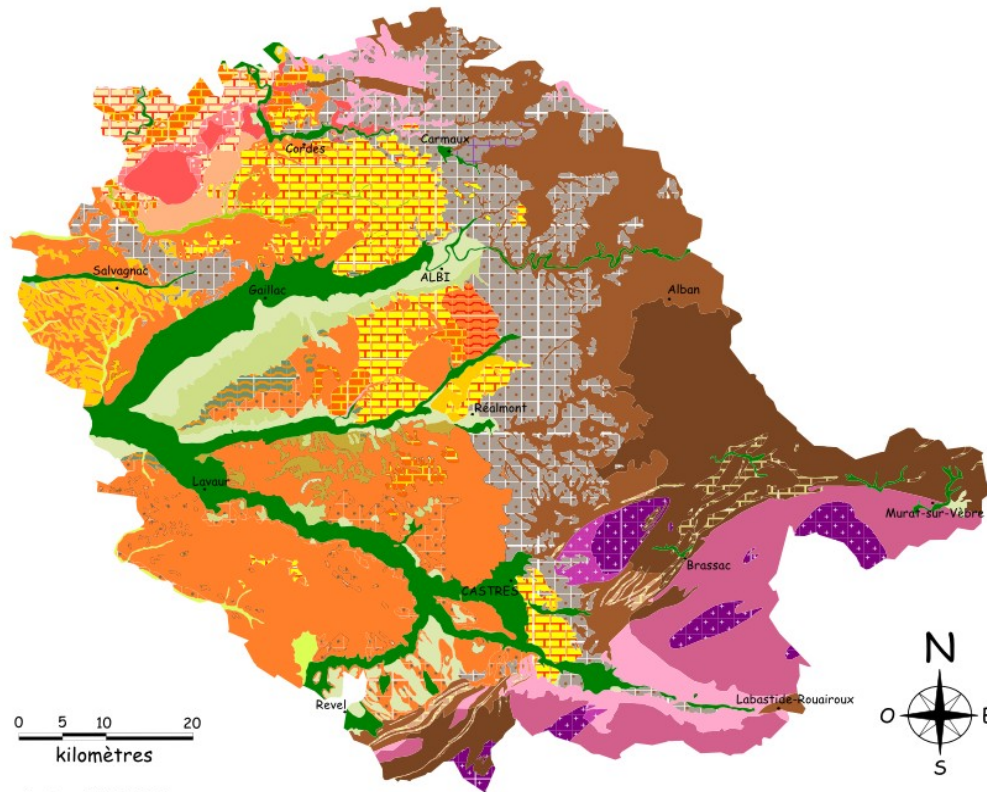 Carmaux
Cordes
Salvagnac
Gaillac
ALBI
Alban
Réalmont
Lavaur
Murat-sur-Vèbre
Brassac
CASTRES
Revel
Labastide-Rouairoux
N
O
E
S
0 5 10 20
kilomètres